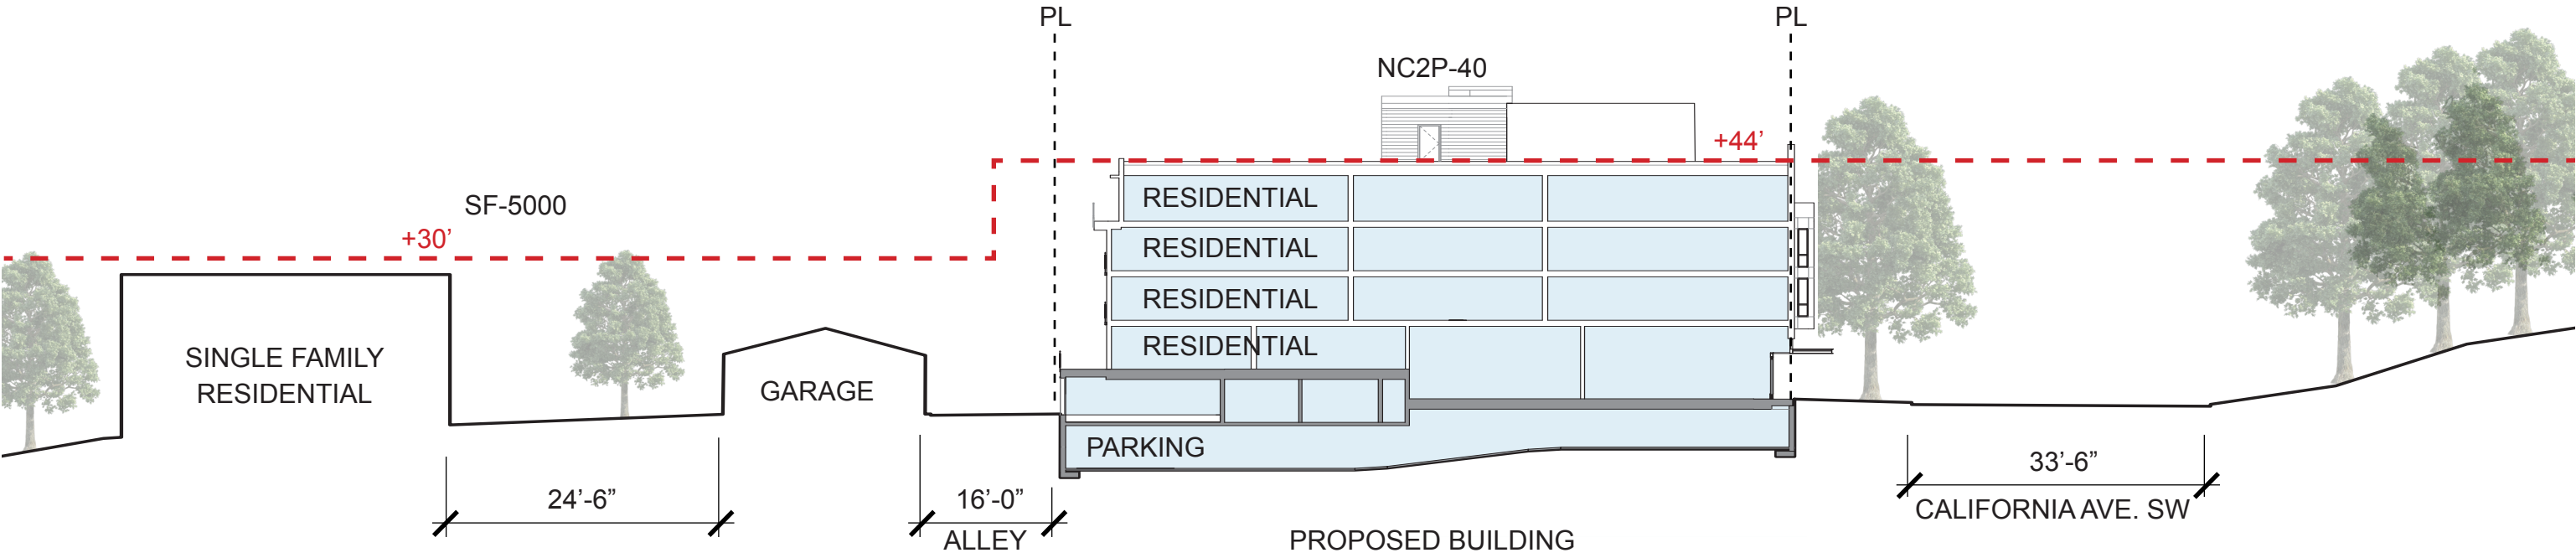 PL
PL
NC2P-40
+44’
SF-5000
+30’
RESIDENTIAL
RESIDENTIAL
RESIDENTIAL
RESIDENTIAL
SINGLE FAMILY
RESIDENTIAL
GARAGE
PARKING
24’-6”
16’-0”
ALLEY
PROPOSED BUILDING
33’-6”
CALIFORNIA AVE. SW